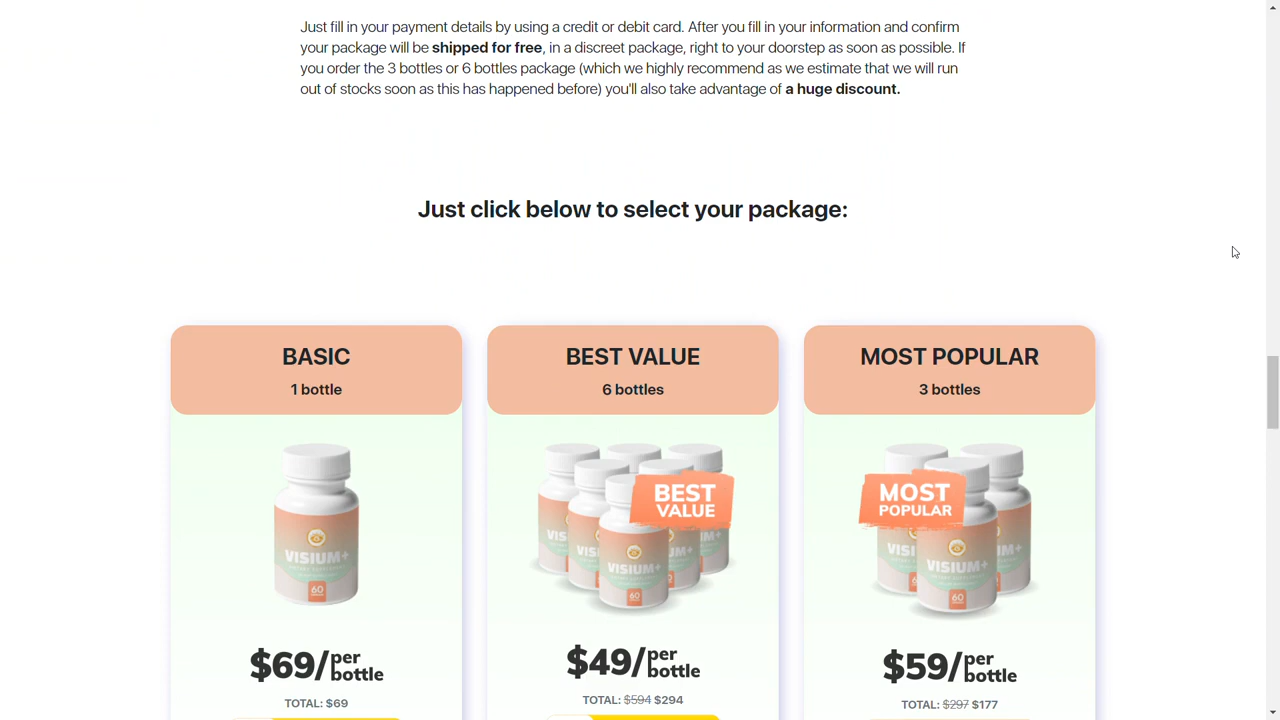 Just fill in your payment details by using a credit or debit card. After you fill in your information and confirm
your package will be shipped for free, in a discreet package, right to your doorstep as soon as possible. If
you order the 3 bottles or 6 bottles package (which we highly recommend as we estimate that we will run
out of stocks soon as this has happened before) you'll also take advantage of a huge discount.
Just click below to select your package:
BASIC
1 bottle
VISIUM+
60
$69/per bottle
TOTAL: $69
BEST VALUE
6 bottles
BEST
VALUE
VISIUM+
60
$49/per bottle
TOTAL: $594 $294
MOST POPULAR
3 bottles
MOST
POPULAR
VISIUM+
60
$59/per bottle
TOTAL: $297 $177